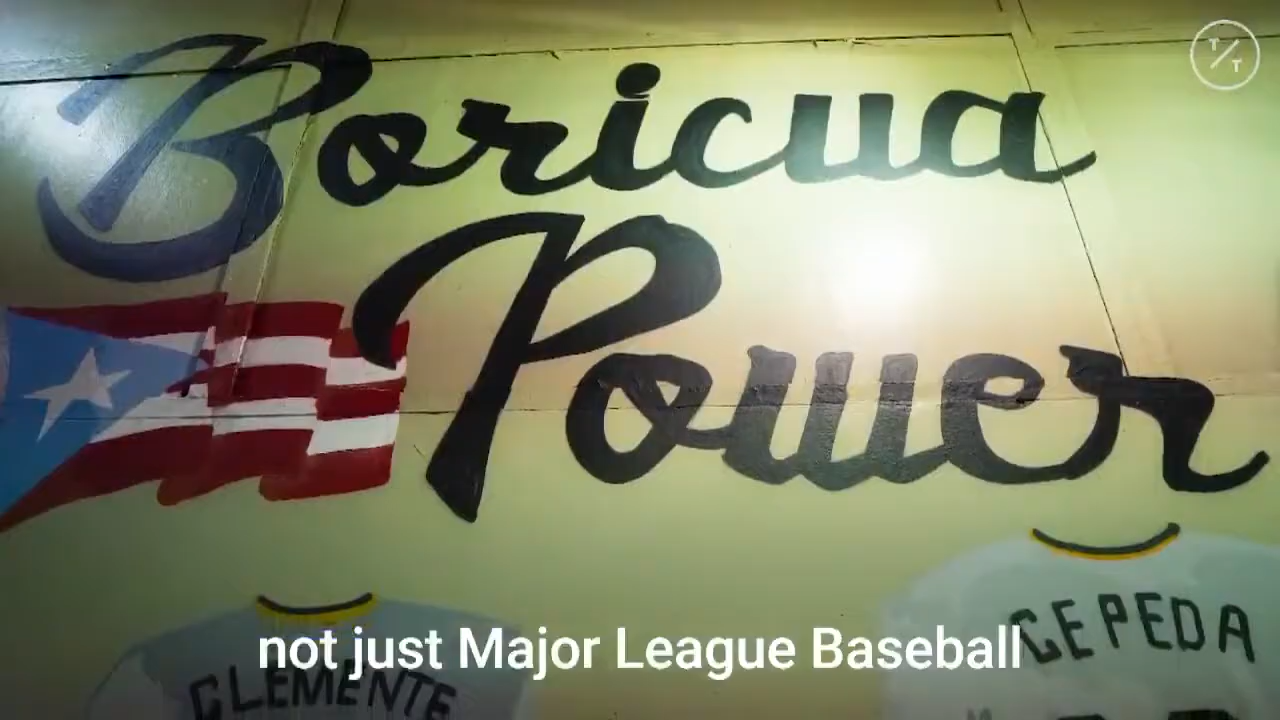 T/T
Boricua
Power
CEPEDA
CLEMENTE
not just Major League Baseball